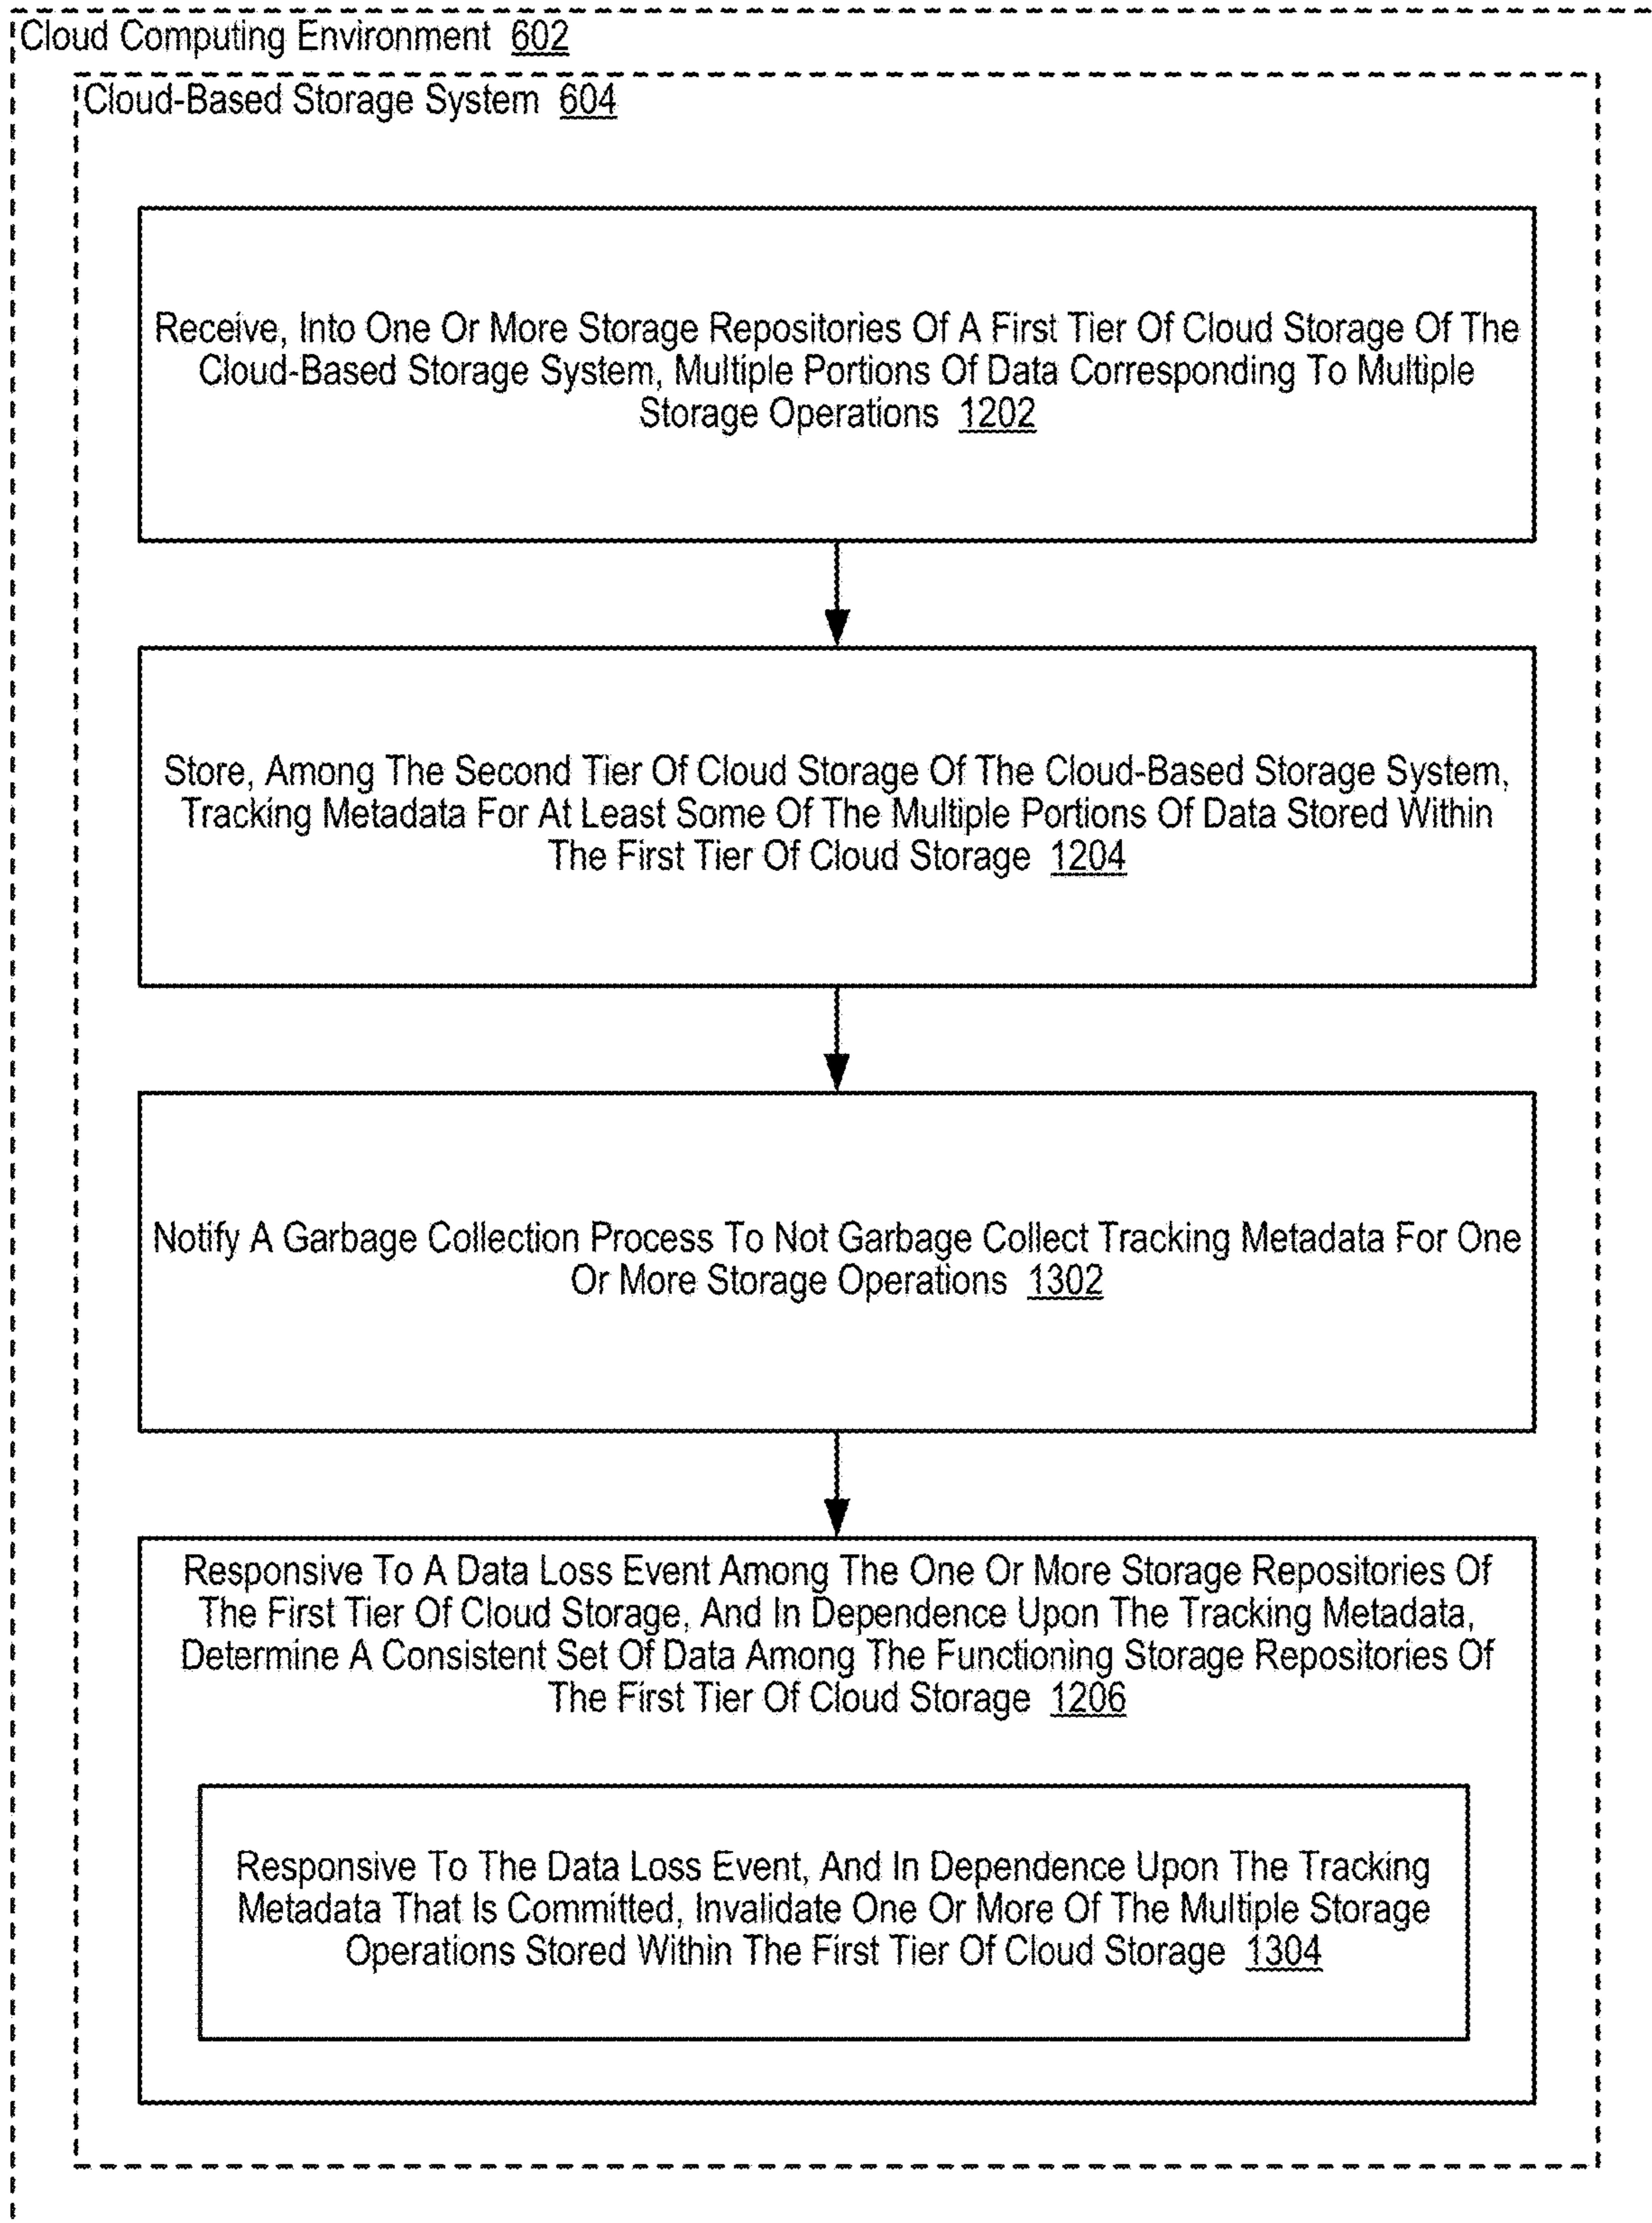 Cloud Computing Environment 602
Cloud-Based Storage System 604
Receive, Into One Or More Storage Repositories Of A First Tier Of Cloud Storage Of The
Cloud-Based Storage System, Multiple Portions Of Data Corresponding To Multiple
Storage Operations 1202
Store, Among The Second Tier Of Cloud Storage Of The Cloud-Based Storage System,
Tracking Metadata For At Least Some Of The Multiple Portions Of Data Stored Within
The First Tier Of Cloud Storage 1204
Notify A Garbage Collection Process To Not Garbage Collect Tracking Metadata For One
Or More Storage Operations 1302
Responsive To A Data Loss Event Among The One Or More Storage Repositories Of
The First Tier Of Cloud Storage, And In Dependence Upon The Tracking Metadata,
Determine A Consistent Set Of Data Among The Functioning Storage Repositories Of
The First Tier Of Cloud Storage 1206
Responsive To The Data Loss Event, And In Dependence Upon The Tracking
Metadata That Is Committed, Invalidate One Or More Of The Multiple Storage
Operations Stored Within The First Tier Of Cloud Storage 1304